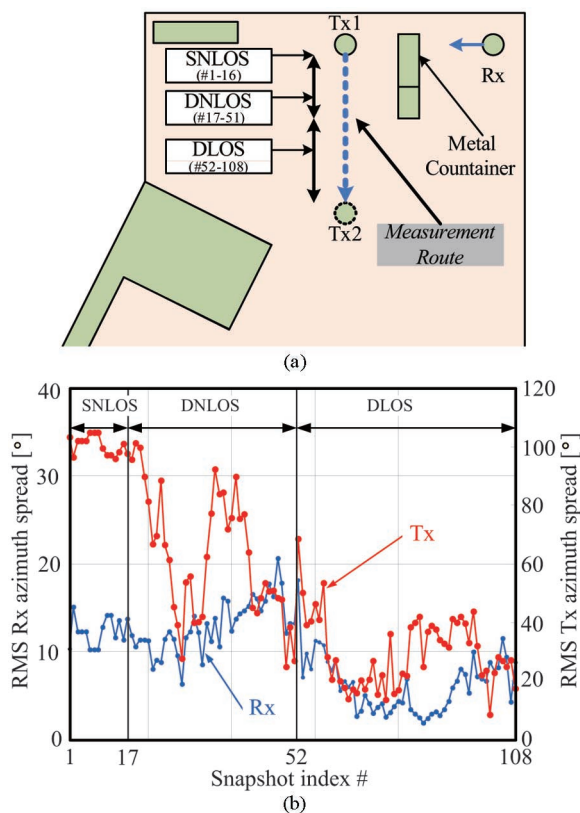 Tx1
SNLOS
(#1-16)
Rx
DNLOS
(#17-51)
Metal
Countainer
DLOS
(#52-108)
Tx2
Measurement
Route
(a)
40
120
SNLOS
DNLOS
DLOS
30
100
80
20
60
Tx
40
10
Rx
20
0
0
1
17
52
108
RMS Rx azimuth spread [°]
RMS Tx azimuth spread [°]
Snapshot index #
(b)